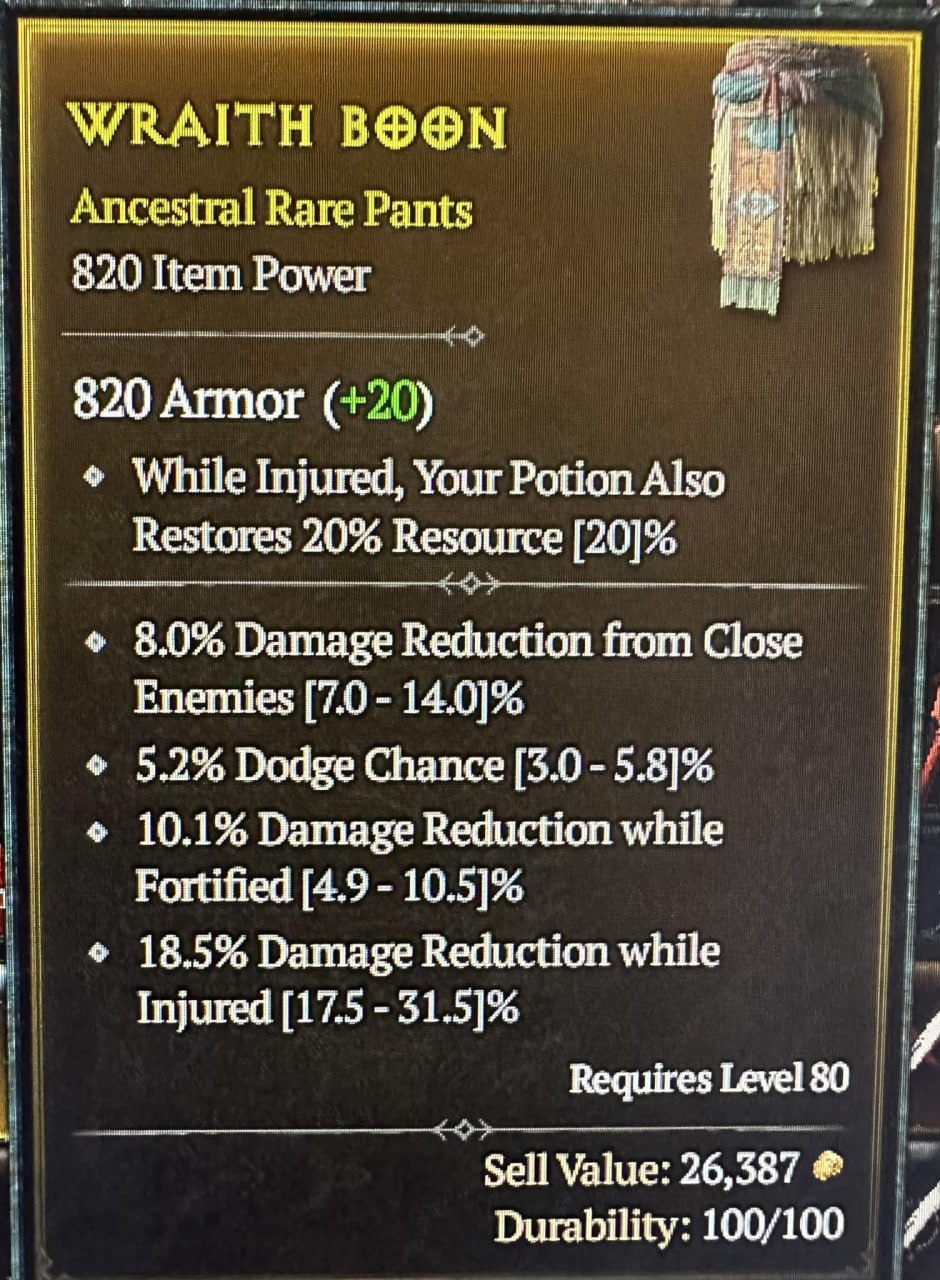 WRAITH BOON
Ancestral Rare Pants
820 Item Power
820 Armor (+20)
While Injured, Your Potion Also
Restores 20% Resource [20]%
8.0% Damage Reduction from Close
Enemies [7.0 - 14.0]%
5.2% Dodge Chance [3.0 - 5.8]%
10.1% Damage Reduction while
Fortified [4.9 - 10.5]%
18.5% Damage Reduction while
Injured [17.5 - 31.5]%
Requires Level 80
Sell Value: 26,387
Durability: 100/100